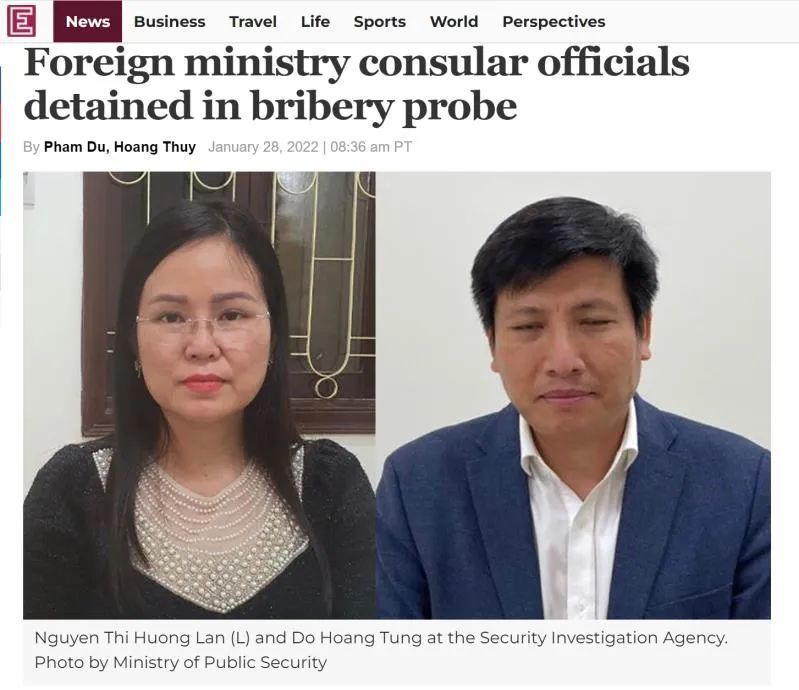 E News Business Travel Life Sports World Perspectives
Foreign ministry consular officials
detained in bribery probe
By Pham Du, Hoang Thuy January 28, 2022 | 08:36 am PT
Nguyen Thi Huong Lan (L) and Do Hoang Tung at the Security Investigation Agency.
Photo by Ministry of Public Security